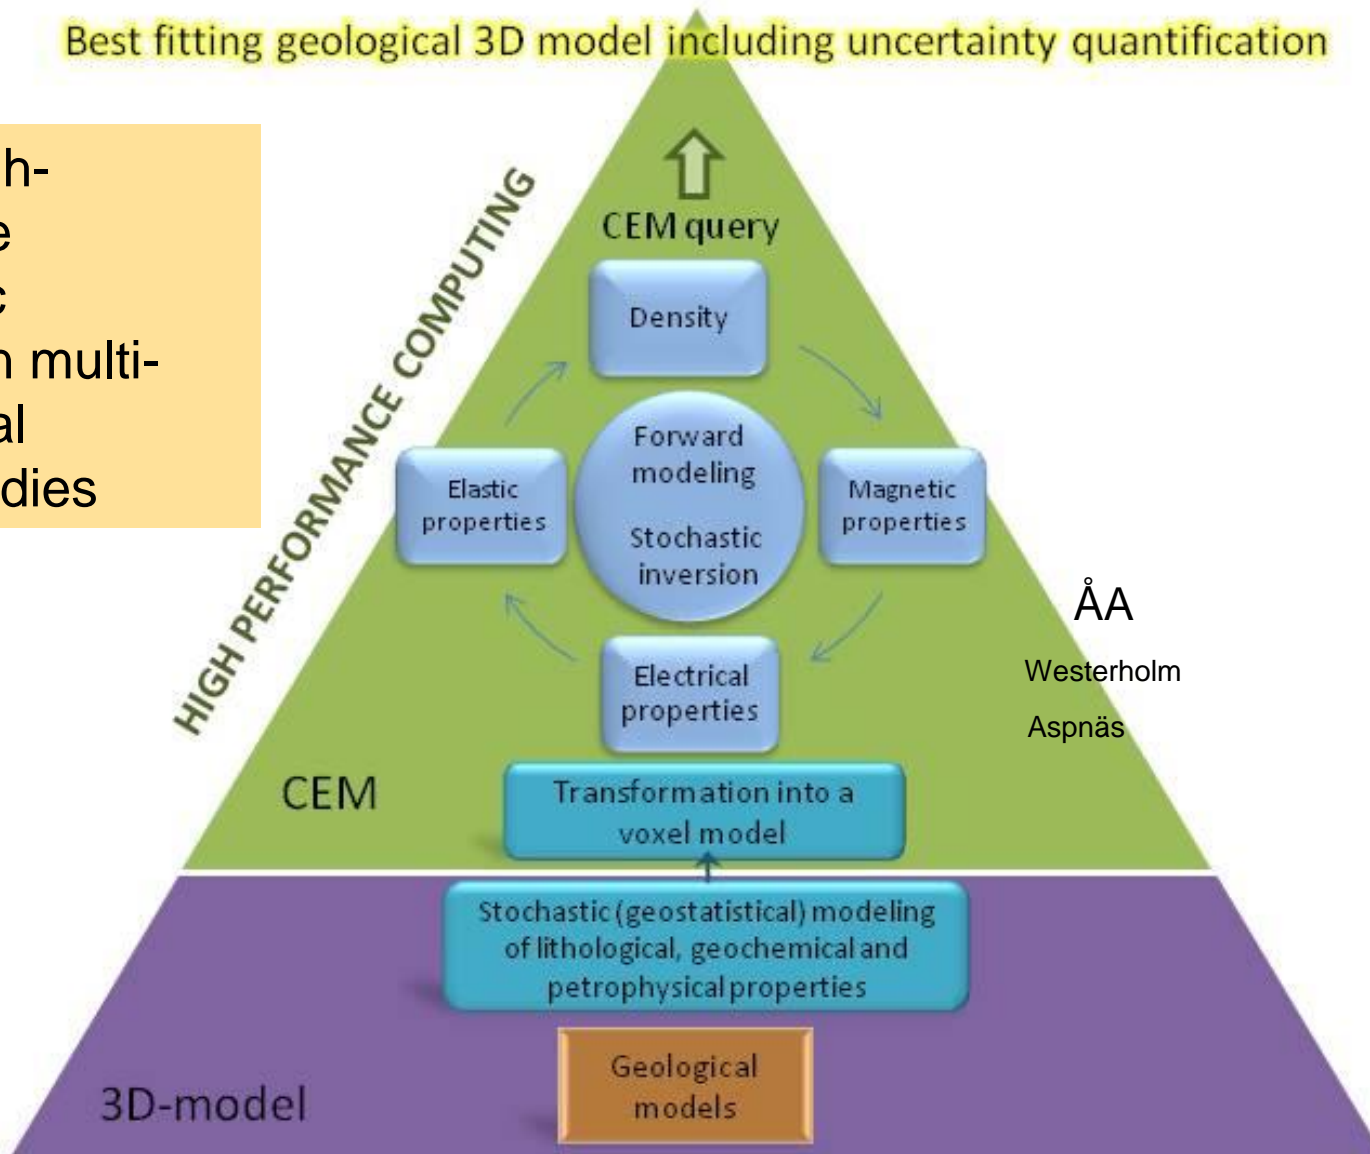 Best fitting geological 3D model including uncertainty quantification
h-
e
c
n multi-
al
dies
HIGH PERFORMANCE COMPUTING
CEM query
Density
Elastic
properties
Forward
modeling
Stochastic
inversion
Magnetic
properties
Electrical
properties
ÅA
Westerholm
Aspnäs
CEM
Transformation into a
voxel model
Stochastic (geostatistical) modeling
of lithological, geochemical and
petrophysical properties
3D-model
Geological
models